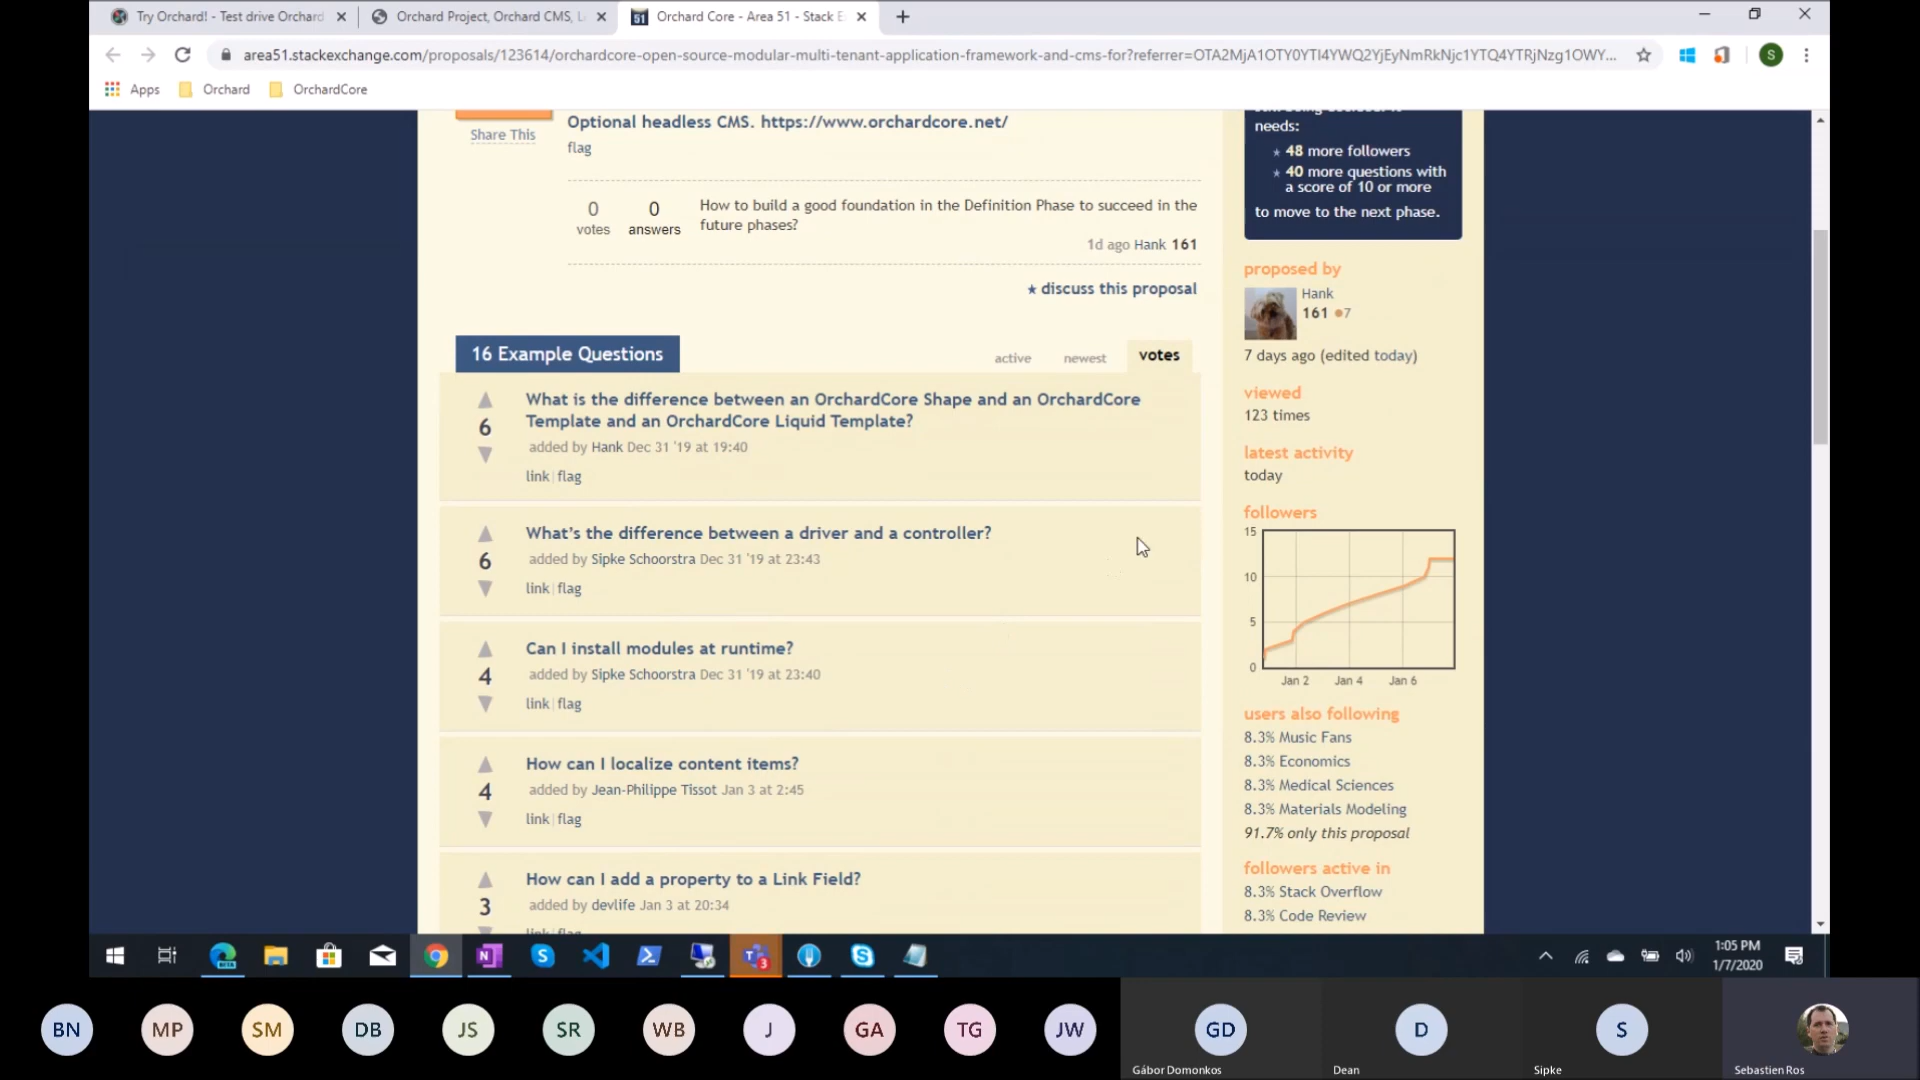 Try Orchard! - Test drive Orchard
Orchard Project, Orchard CMS, L
51
Orchard Core - Area 51 - Stack E
area51.stackexchange.com/proposals/123614/orchardcore-open-source-modular-multi-tenant-application-framework-and-cms-for?referrer=OTA2MjA1OTY0YTI4YWQ2YjEyNmRkNjc1YTQ4YTRjNzg1OWY...
S
Apps
Orchard
OrchardCore
Share This
Optional headless CMS. https://www.orchardcore.net/
flag
0
votes
0
answers
How to build a good foundation in the Definition Phase to succeed in the
future phases?
1d ago Hank 161
★ discuss this proposal
16 Example Questions
active
newest
votes
6
What is the difference between an OrchardCore Shape and an OrchardCore
Template and an OrchardCore Liquid Template?
added by Hank Dec 31 '19 at 19:40
link | flag
6
What's the difference between a driver and a controller?
added by Sipke Schoorstra Dec 31 '19 at 23:43
link | flag
4
Can I install modules at runtime?
added by Sipke Schoorstra Dec 31 '19 at 23:40
link | flag
4
How can I localize content items?
added by Jean-Philippe Tissot Jan 3 at 2:45
link | flag
3
How can I add a property to a Link Field?
added by devlife Jan 3 at 20:34
link | flag
needs:
★ 48 more followers
★ 40 more questions with
a score of 10 or more
to move to the next phase.
proposed by
Hank
161 ●7
7 days ago (edited today)
viewed
123 times
latest activity
today
followers
15
10
5
0
Jan 2
Jan 4
Jan 6
users also following
8.3% Music Fans
8.3% Economics
8.3% Medical Sciences
8.3% Materials Modeling
91.7% only this proposal
followers active in
8.3% Stack Overflow
8.3% Code Review
3
1:05 PM
1/7/2020
BN
MP
SM
DB
JS
SR
WB
J
GA
TG
JW
GD
Gábor Domonkos
D
Dean
S
Sipke
Sebastien Ros